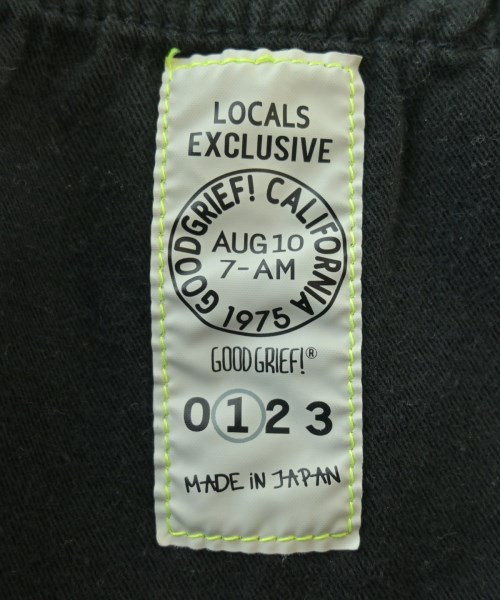 LOCALS
EXCLUSIVE
GOODGRIEF! CALIFORNIA
AUG 10
7-AM
1975
GOOD GRIEF!®
0 1 2 3
MADE iN JAPAN